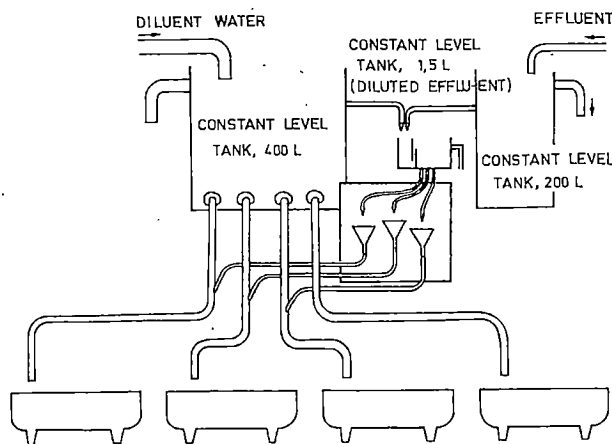 DILUENT WATER
EFFLUENT
CONSTANT LEVEL
TANK, 1,5 L
(DILUTED EFFLUENT)
CONSTANT LEVEL
TANK, 400 L
CONSTANT LEVEL
TANK, 200 L